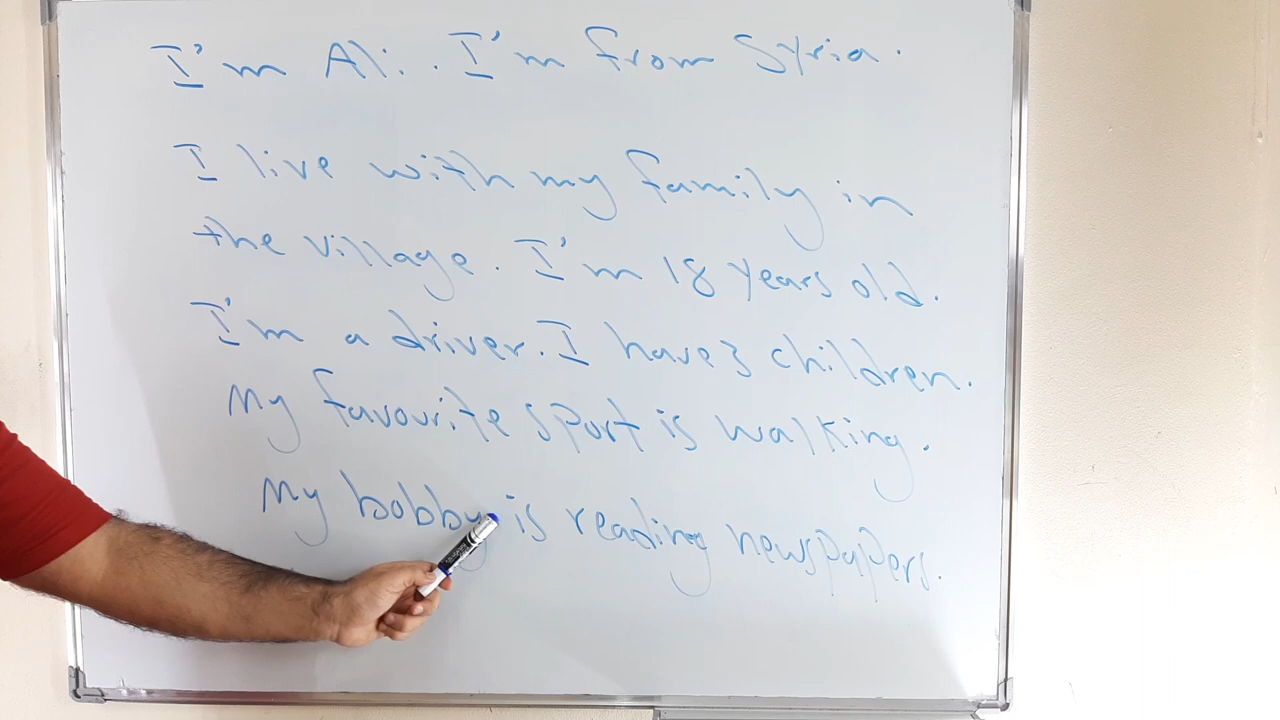 I'm Ali. I'm from Syria.
I live with my family in
the village. I'm 18 years old.
I'm a driver. I have 3 children.
My favourite sport is walking.
My bobby is reading newspapers.